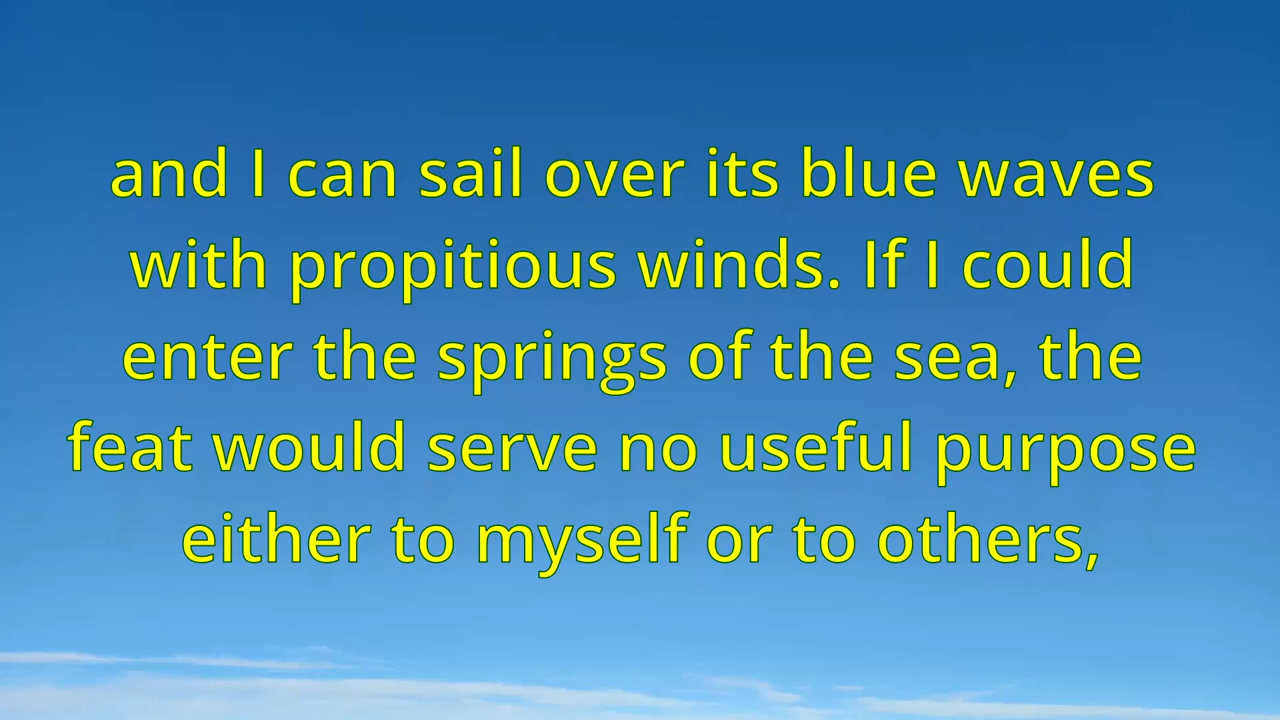 and I can sail over its blue waves
with propitious winds. If I could
enter the springs of the sea, the
feat would serve no useful purpose
either to myself or to others,